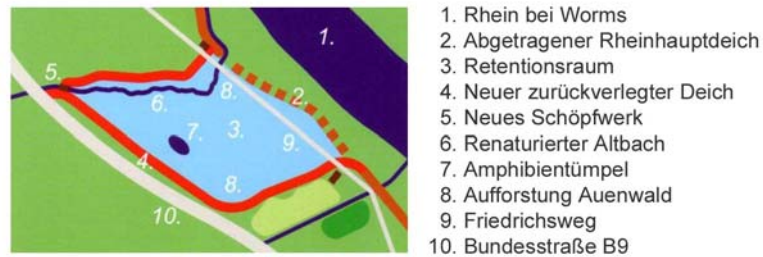 1.
5.
8.
2.
6.
7.
3.
9.
4.
8.
10.
1. Rhein bei Worms
2. Abgetragener Rheinhauptdeich
3. Retentionsraum
4. Neuer zurückverlegter Deich
5. Neues Schöpfwerk
6. Renaturierter Altbach
7. Amphibientümpel
8. Aufforstung Auenwald
9. Friedrichsweg
10. Bundesstraße B9